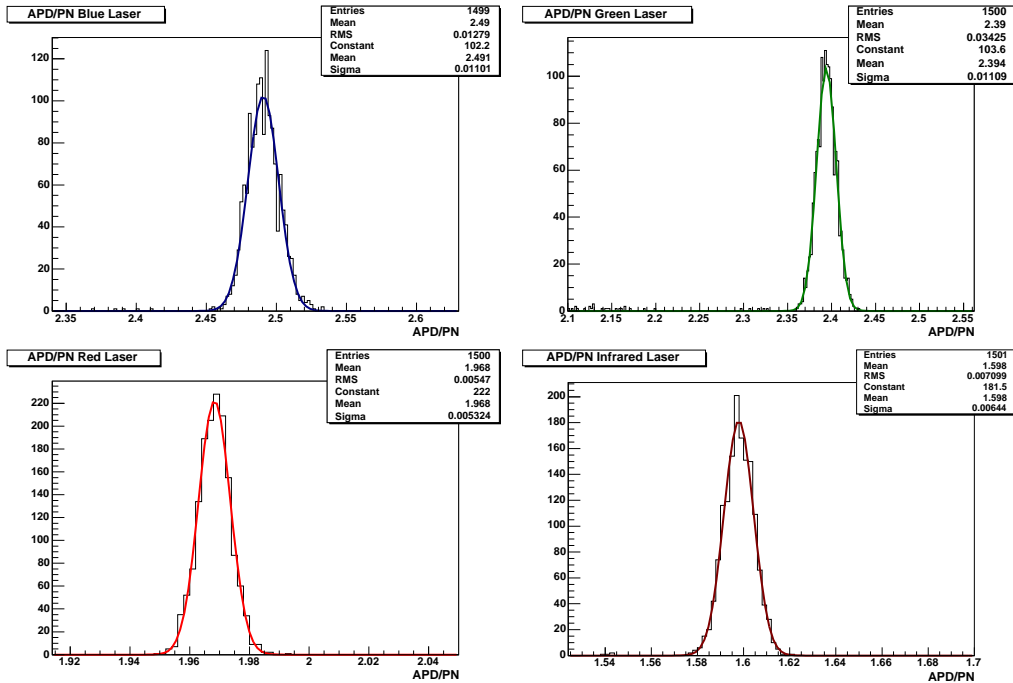 APD/PN Blue Laser
Entries 1499
Mean 2.49
RMS 0.01279
Constant 102.2
Mean 2.491
Sigma 0.01101
120
100
80
60
40
20
0
2.35 2.4 2.45 2.5 2.55 2.6
APD/PN
APD/PN Green Laser
Entries 1500
Mean 2.39
RMS 0.03425
Constant 103.6
Mean 2.394
Sigma 0.01109
100
80
60
40
20
0
2.1 2.15 2.2 2.25 2.3 2.35 2.4 2.45 2.5 2.55
APD/PN
APD/PN Red Laser
Entries 1500
Mean 1.968
RMS 0.00547
Constant 222
Mean 1.968
Sigma 0.005324
220
200
180
160
140
120
100
80
60
40
20
0
1.92 1.94 1.96 1.98 2 2.02 2.04
APD/PN
APD/PN Infrared Laser
Entries 1501
Mean 1.598
RMS 0.007099
Constant 181.5
Mean 1.598
Sigma 0.00644
200
180
160
140
120
100
80
60
40
20
0
1.54 1.56 1.58 1.6 1.62 1.64 1.66 1.68 1.7
APD/PN